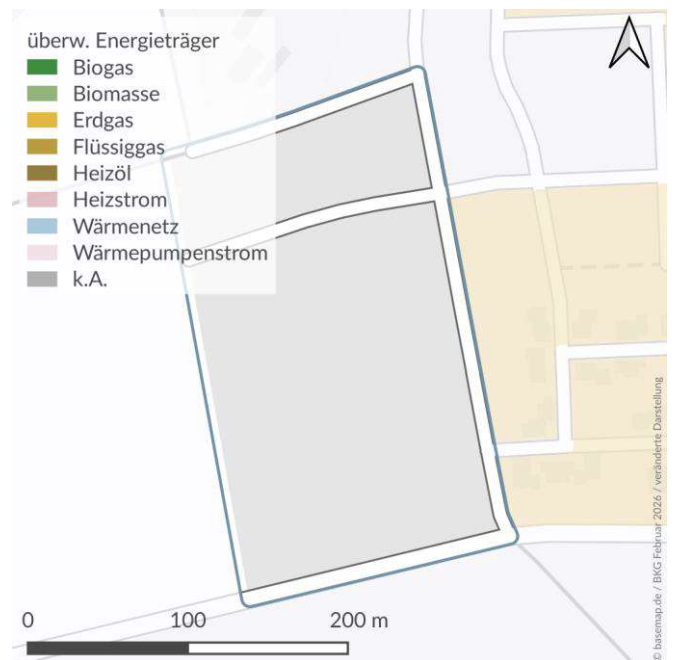 überw. Energieträger
Biogas
Biomasse
Erdgas
Flüssiggas
Heizöl
Heizstrom
Wärmenetz
Wärmepumpenstrom
k.A.
0 100 200 m
© basemap.de / BKG Februar 2026 / veränderte Darstellung